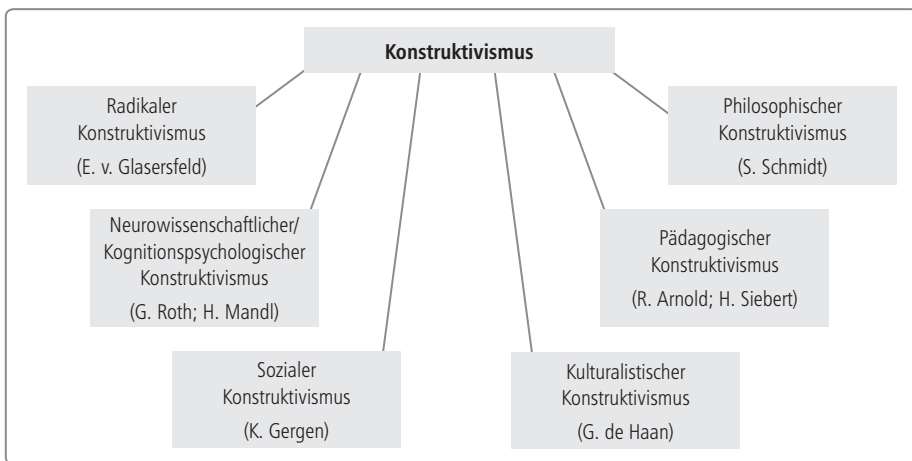 Konstruktivismus
Radikaler
Konstruktivismus
(E. v. Glasersfeld)
Philosophischer
Konstruktivismus
(S. Schmidt)
Neurowissenschaftlicher/
Kognitionspsychologischer
Konstruktivismus
(G. Roth; H. Mandl)
Pädagogischer
Konstruktivismus
(R. Arnold; H. Siebert)
Sozialer
Konstruktivismus
(K. Gergen)
Kulturalistischer
Konstruktivismus
(G. de Haan)